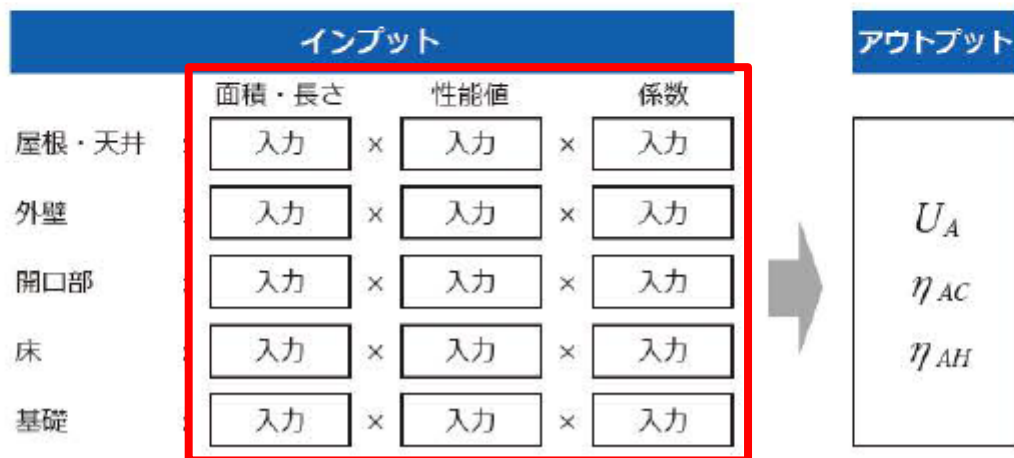 インプット
アウトプット
面積・長さ 性能値 係数
屋根・天井 : 入力 × 入力 × 入力
外壁 : 入力 × 入力 × 入力
開口部 : 入力 × 入力 × 入力
床 : 入力 × 入力 × 入力
基礎 : 入力 × 入力 × 入力
U_A
η_AC
η_AH